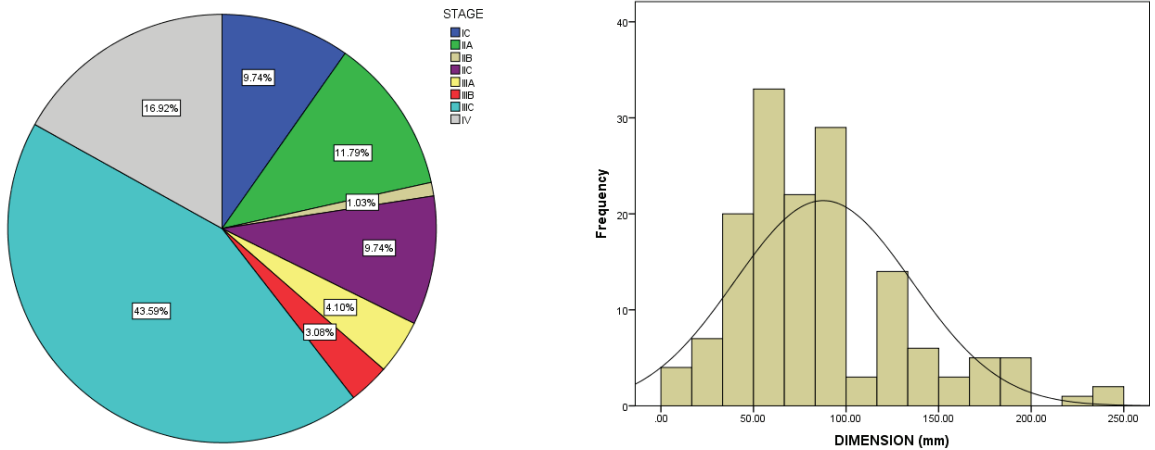 STAGE
IC
IIA
IIB
IIC
IIIA
IIIB
IIIC
IV
9.74%
11.79%
1.03%
9.74%
4.10%
3.08%
43.59%
16.92%
Frequency
40
30
20
10
0
.00 50.00 100.00 150.00 200.00 250.00
DIMENSION (mm)